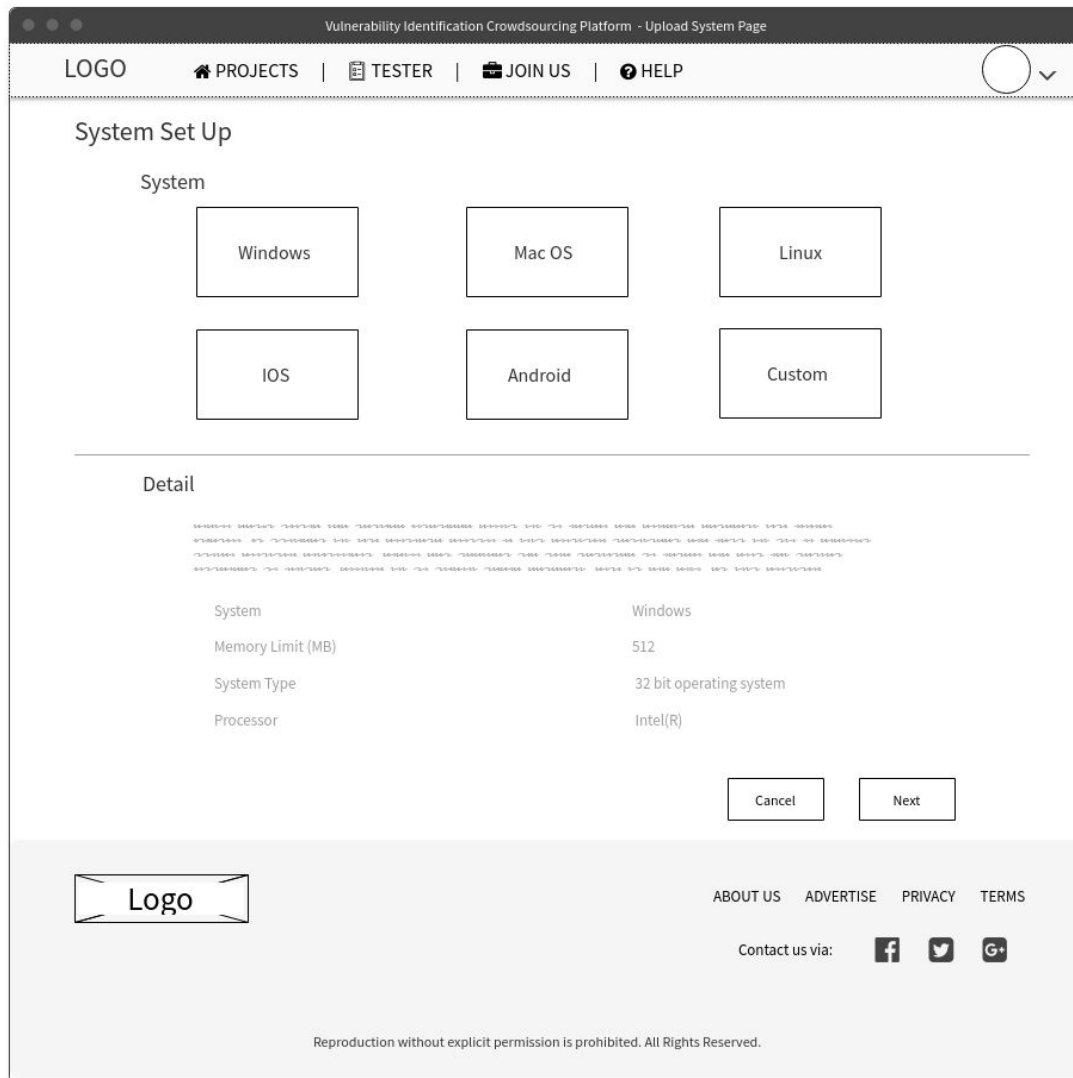 Vulnerability Identification Crowdsourcing Platform - Upload System Page
LOGO PROJECTS | TESTER | JOIN US | HELP
System Set Up
System
Windows Mac OS Linux
IOS Android Custom
Detail
System Windows
Memory Limit (MB) 512
System Type 32 bit operating system
Processor Intel(R)
Cancel Next
Logo ABOUT US ADVERTISE PRIVACY TERMS
Contact us via: G+
Reproduction without explicit permission is prohibited. All Rights Reserved.